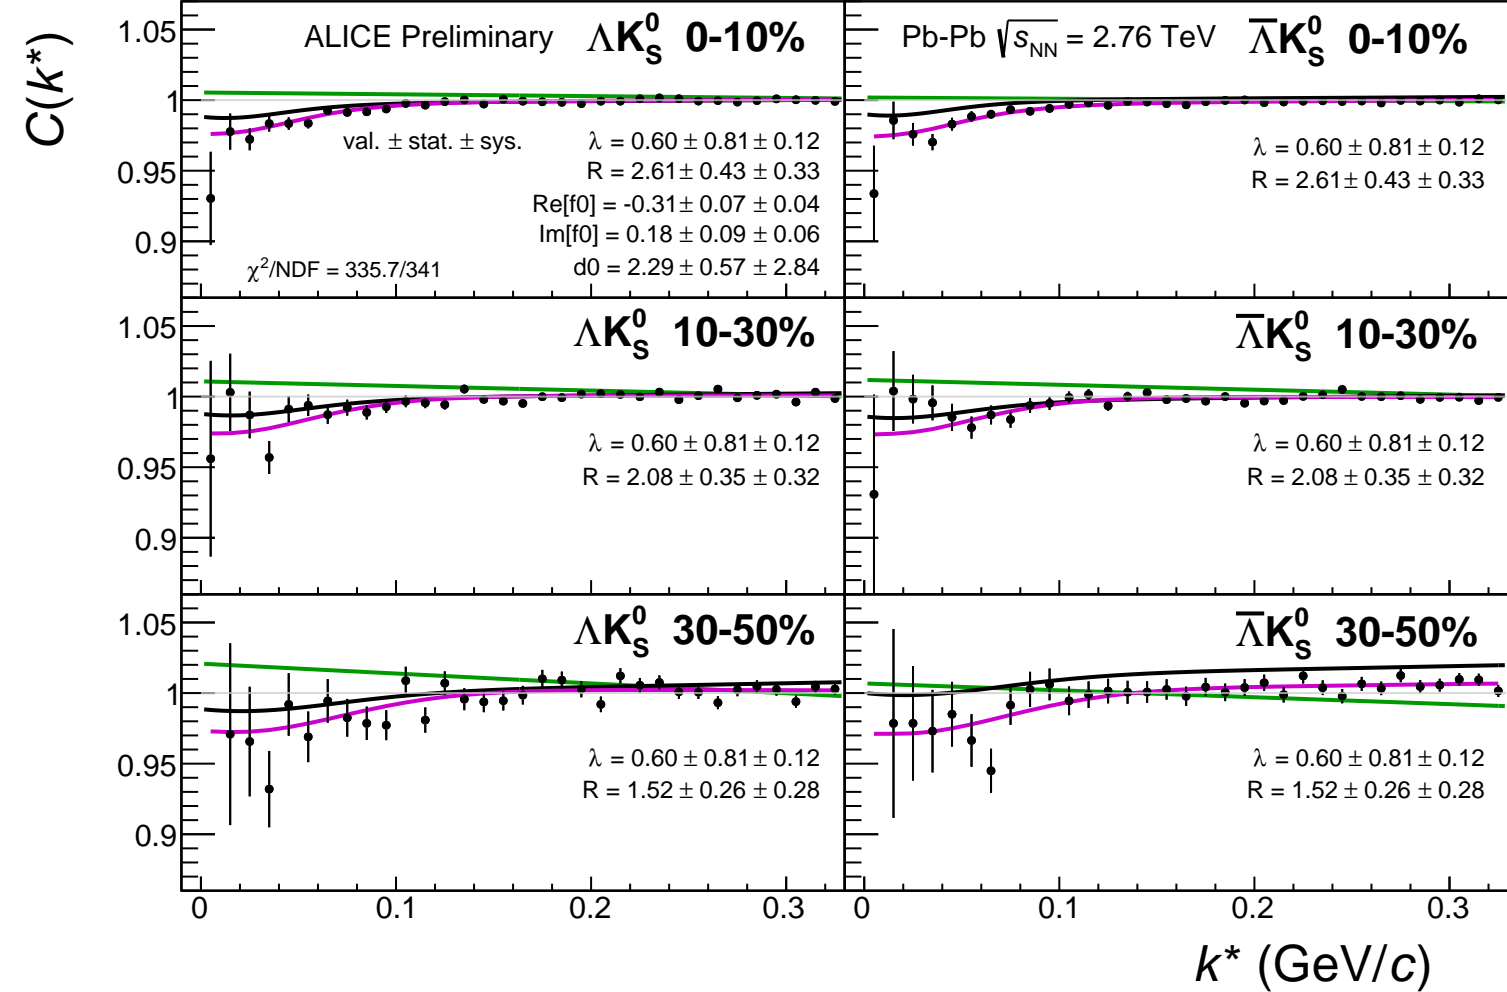 C(k*)
1.05
1
0.95
0.9
ALICE Preliminary ΛK⁰S 0-10%
val. ± stat. ± sys.
λ = 0.60 ± 0.81 ± 0.12
R = 2.61 ± 0.43 ± 0.33
Re[f0] = -0.31 ± 0.07 ± 0.04
Im[f0] = 0.18 ± 0.09 ± 0.06
χ²/NDF = 335.7/341
d0 = 2.29 ± 0.57 ± 2.84
Pb-Pb √sNN = 2.76 TeV Λ̅K⁰S 0-10%
λ = 0.60 ± 0.81 ± 0.12
R = 2.61 ± 0.43 ± 0.33
1.05
1
0.95
0.9
ΛK⁰S 10-30%
λ = 0.60 ± 0.81 ± 0.12
R = 2.08 ± 0.35 ± 0.32
Λ̅K⁰S 10-30%
λ = 0.60 ± 0.81 ± 0.12
R = 2.08 ± 0.35 ± 0.32
1.05
1
0.95
0.9
ΛK⁰S 30-50%
λ = 0.60 ± 0.81 ± 0.12
R = 1.52 ± 0.26 ± 0.28
Λ̅K⁰S 30-50%
λ = 0.60 ± 0.81 ± 0.12
R = 1.52 ± 0.26 ± 0.28
0 0.1 0.2 0.3
0 0.1 0.2 0.3
k* (GeV/c)